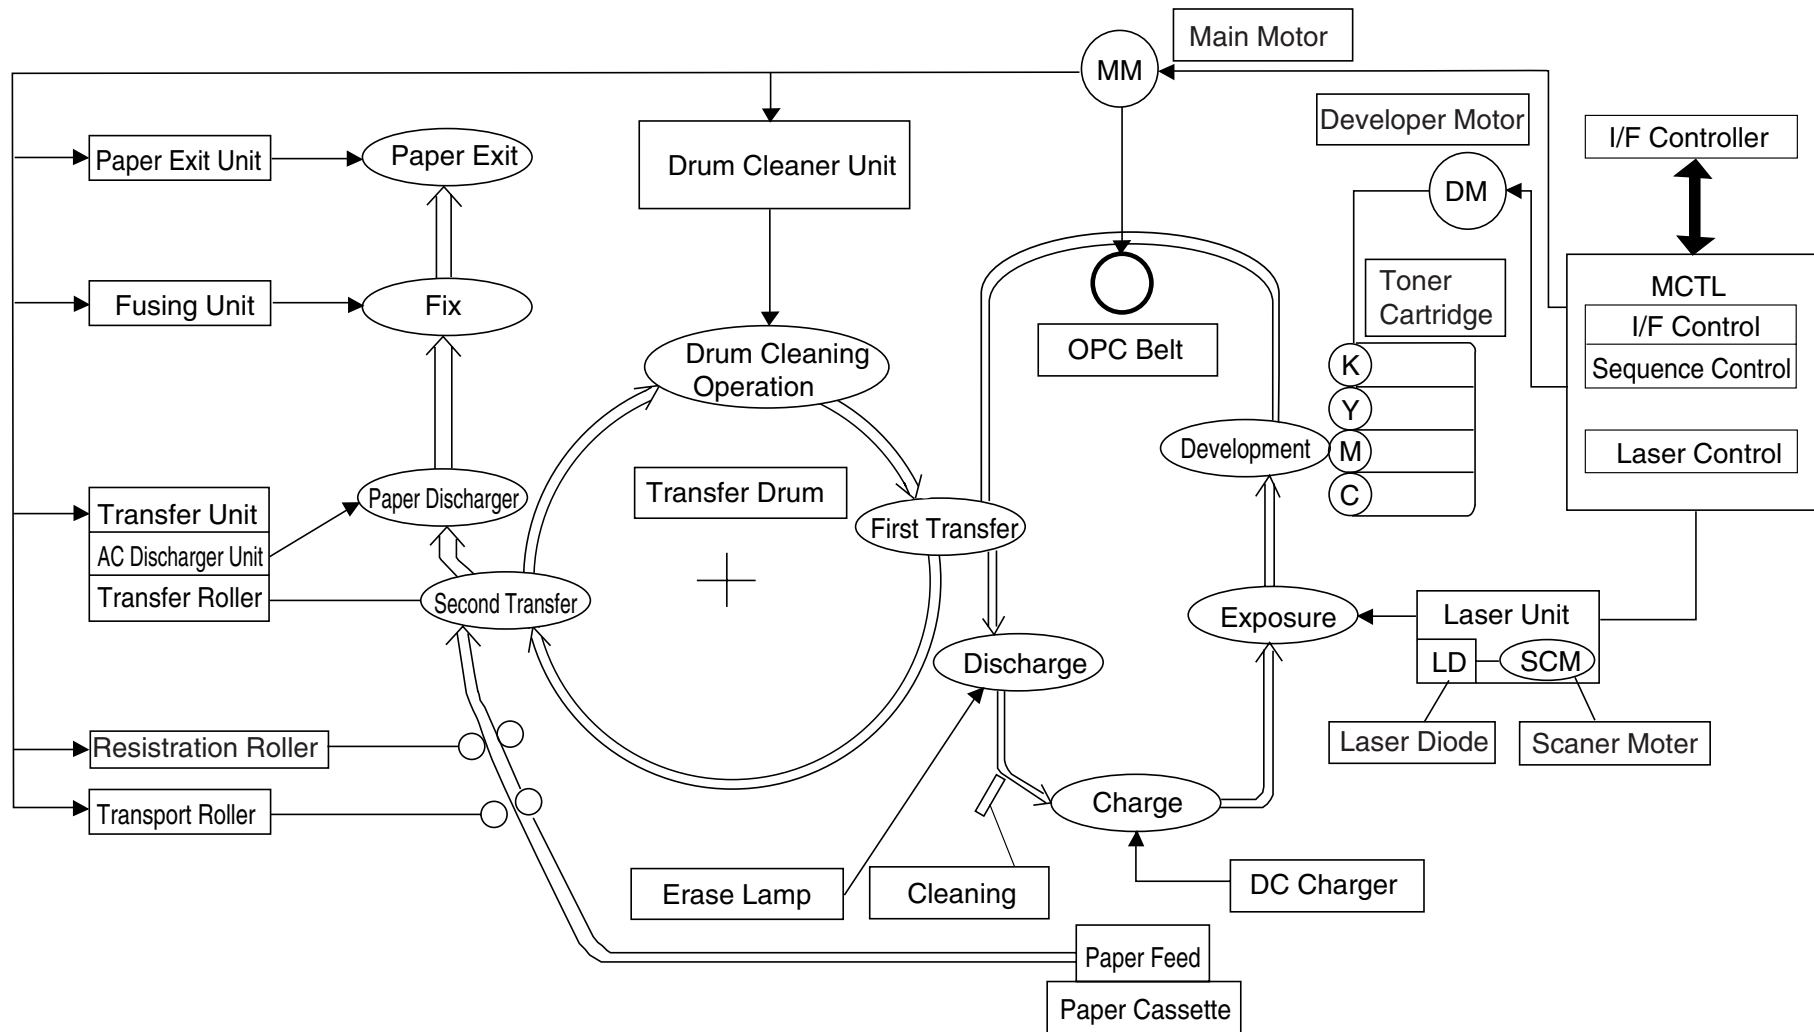 Main Motor
MM
Developer Motor
I/F Controller
Paper Exit Unit
Paper Exit
Drum Cleaner Unit
DM
Toner
Cartridge
MCTL
I/F Control
Sequence Control
Laser Control
Fusing Unit
Fix
OPC Belt
Drum Cleaning
Operation
K
Y
M
C
Development
Transfer Drum
Paper Discharger
First Transfer
Transfer Unit
AC Discharger Unit
Transfer Roller
Second Transfer
Exposure
Laser Unit
LD
SCM
Discharge
Laser Diode
Scaner Moter
Resistration Roller
Transport Roller
Charge
Erase Lamp
Cleaning
DC Charger
Paper Feed
Paper Cassette